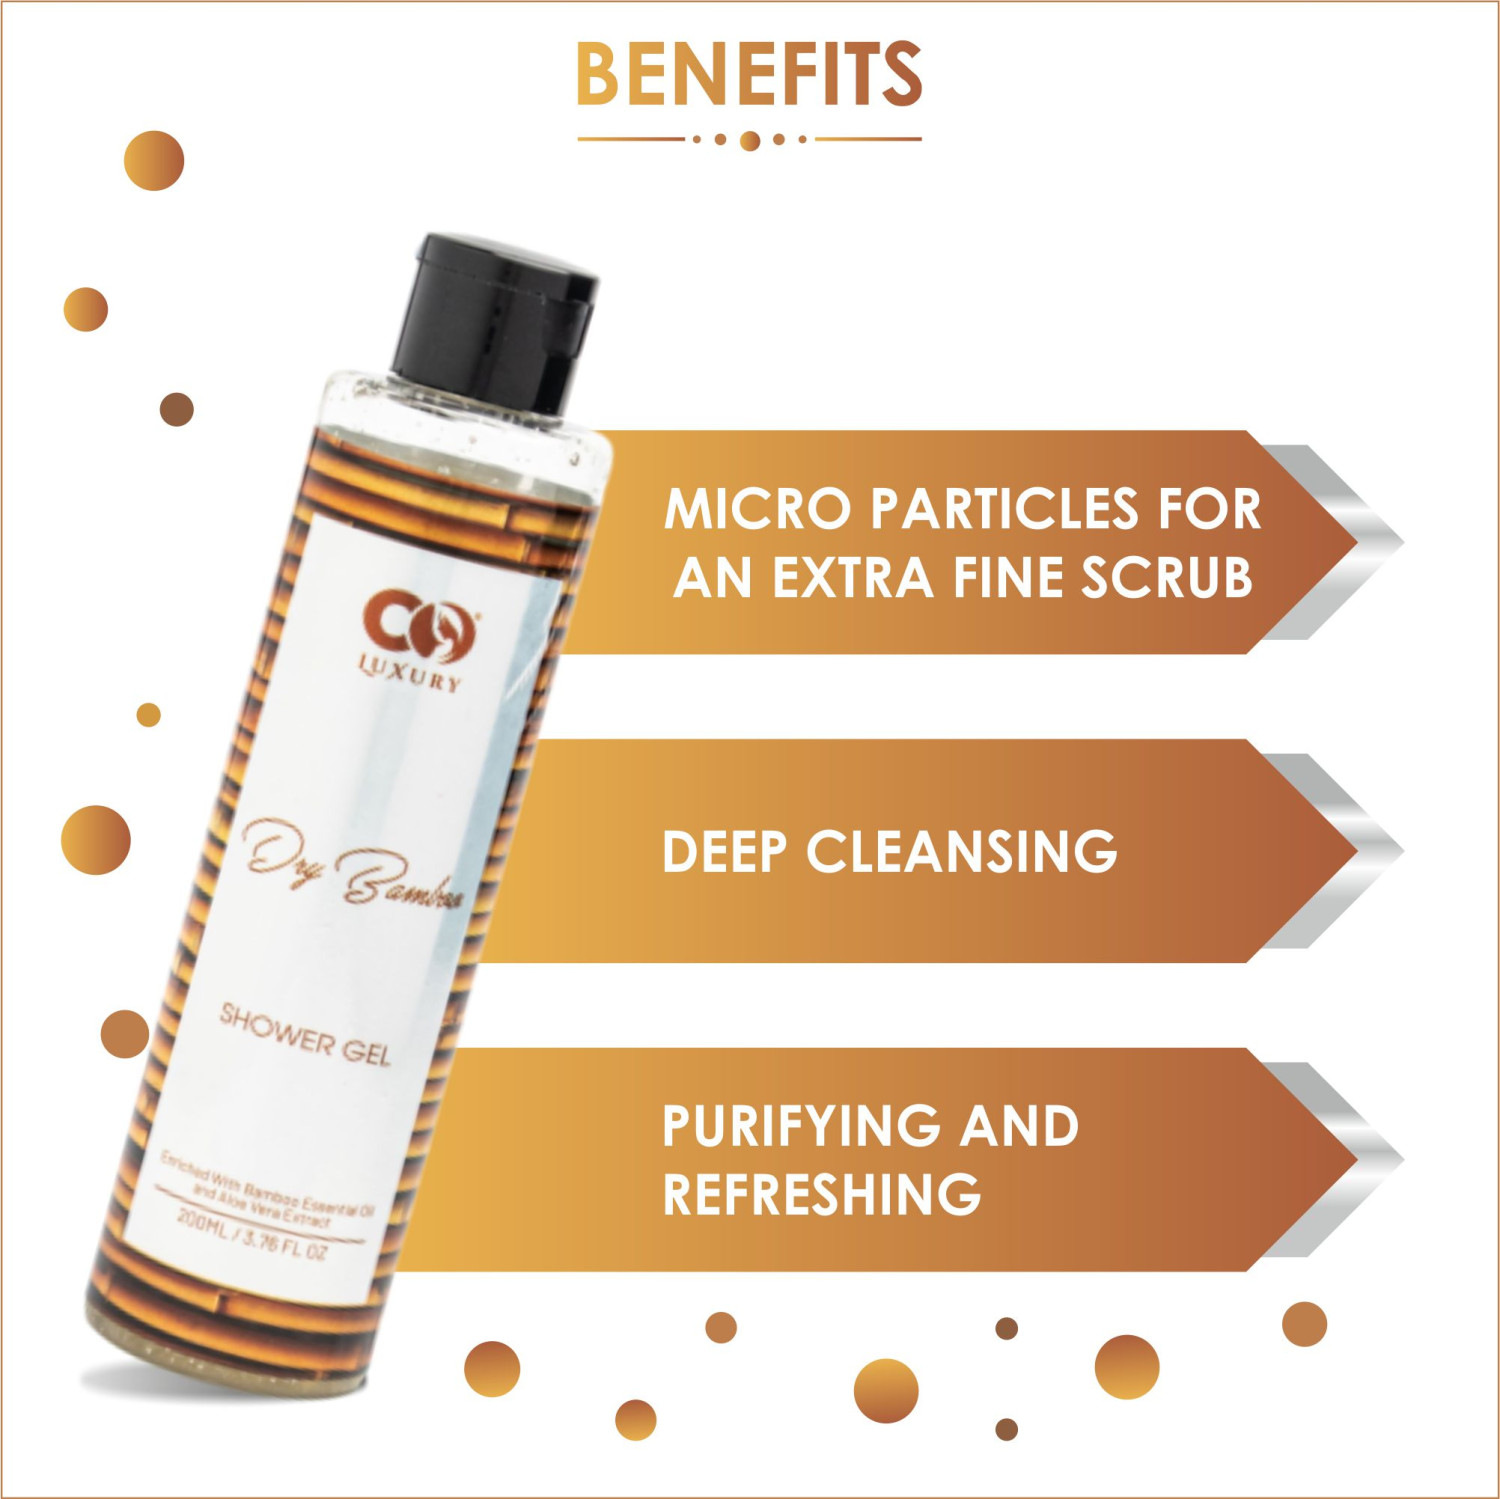 BENEFITS
MICRO PARTICLES FOR
AN EXTRA FINE SCRUB
DEEP CLEANSING
PURIFYING AND
REFRESHING
CO
LUXURY
Dry Bamboo
SHOWER GEL
Enriched With Bamboo Essential Oil
and Aloe Vera Extract
200ML / 3.76 FL OZ